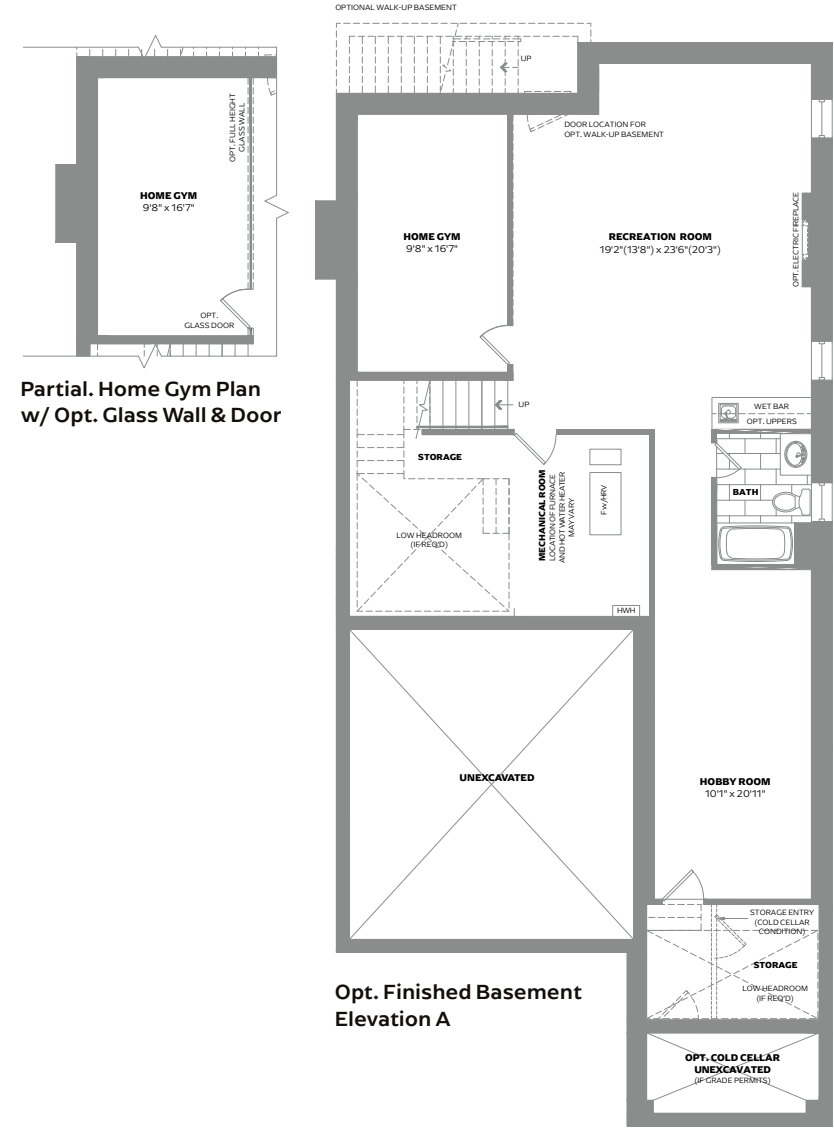 OPTIONAL WALK-UP BASEMENT
UP
DOOR LOCATION FOR
OPT. WALK-UP BASEMENT
OPT. FULL HEIGHT
GLASS WALL
HOME GYM
9'8" x 16'7"
OPT.
GLASS DOOR
Partial. Home Gym Plan
w/ Opt. Glass Wall & Door
HOME GYM
9'8" x 16'7"
RECREATION ROOM
19'2"(13'8") x 23'6"(20'3")
OPT. ELECTRIC FIREPLACE
UP
WET BAR
OPT. UPPERS
STORAGE
BATH
MECHANICAL ROOM
LOCATION OF FURNACE
AND HOT WATER HEATER
MAY VARY
F w/HRV
LOW HEADROOM
(IF REQ'D)
HWH
UNEXCAVATED
HOBBY ROOM
10'1" x 20'11"
STORAGE ENTRY
(COLD CELLAR
CONDITION)
STORAGE
LOW HEADROOM
(IF REQ'D)
Opt. Finished Basement
Elevation A
OPT. COLD CELLAR
UNEXCAVATED
(IF GRADE PERMITS)